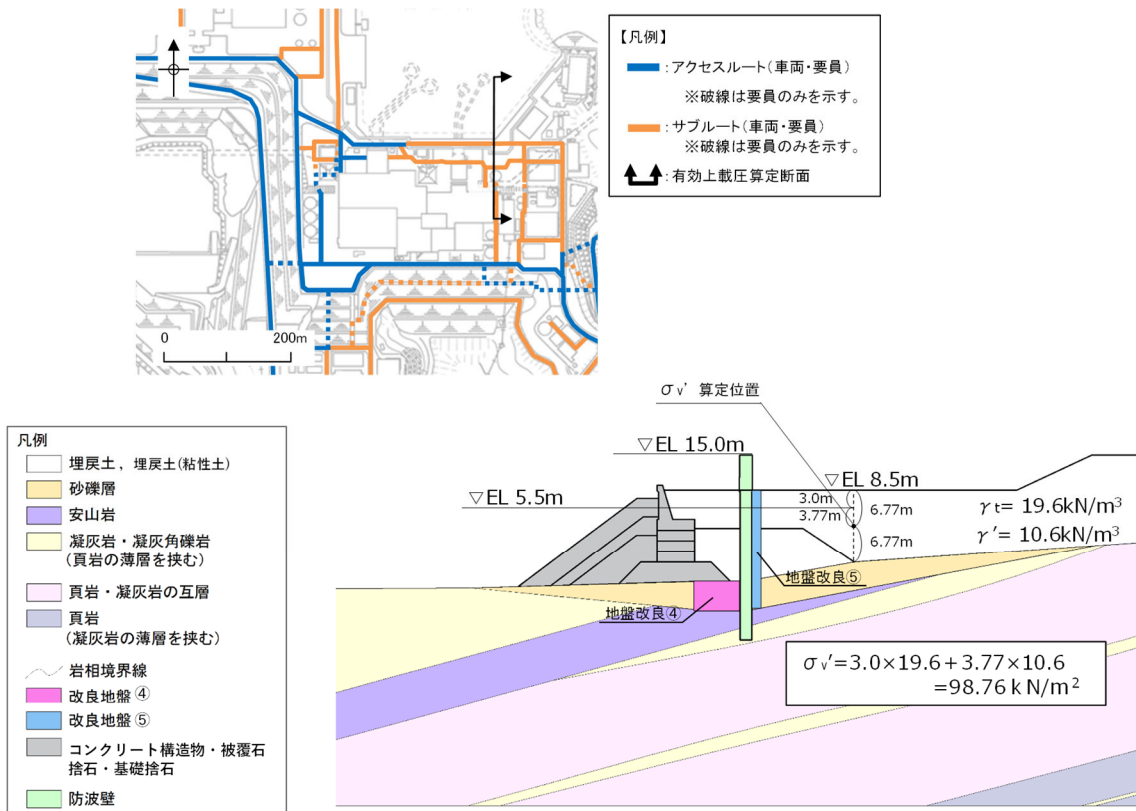 【凡例】
：アクセスルート（車両・要員）
※破線は要員のみを示す。
：サブルート（車両・要員）
※破線は要員のみを示す。
：有効上載圧算定断面
0 200m
凡例
埋戻土，埋戻土(粘性土)
砂礫層
安山岩
凝灰岩・凝灰角礫岩
(頁岩の薄層を挟む)
頁岩・凝灰岩の互層
頁岩
(凝灰岩の薄層を挟む)
岩相境界線
改良地盤④
改良地盤⑤
コンクリート構造物・被覆石
捨石・基礎捨石
防波壁
σv' 算定位置
▽EL 15.0m
▽EL 8.5m
▽EL 5.5m
3.0m
3.77m
6.77m
6.77m
γt= 19.6kN/m³
γ'= 10.6kN/m³
地盤改良⑤
地盤改良④
σv'=3.0×19.6＋3.77×10.6
=98.76ｋN/m²